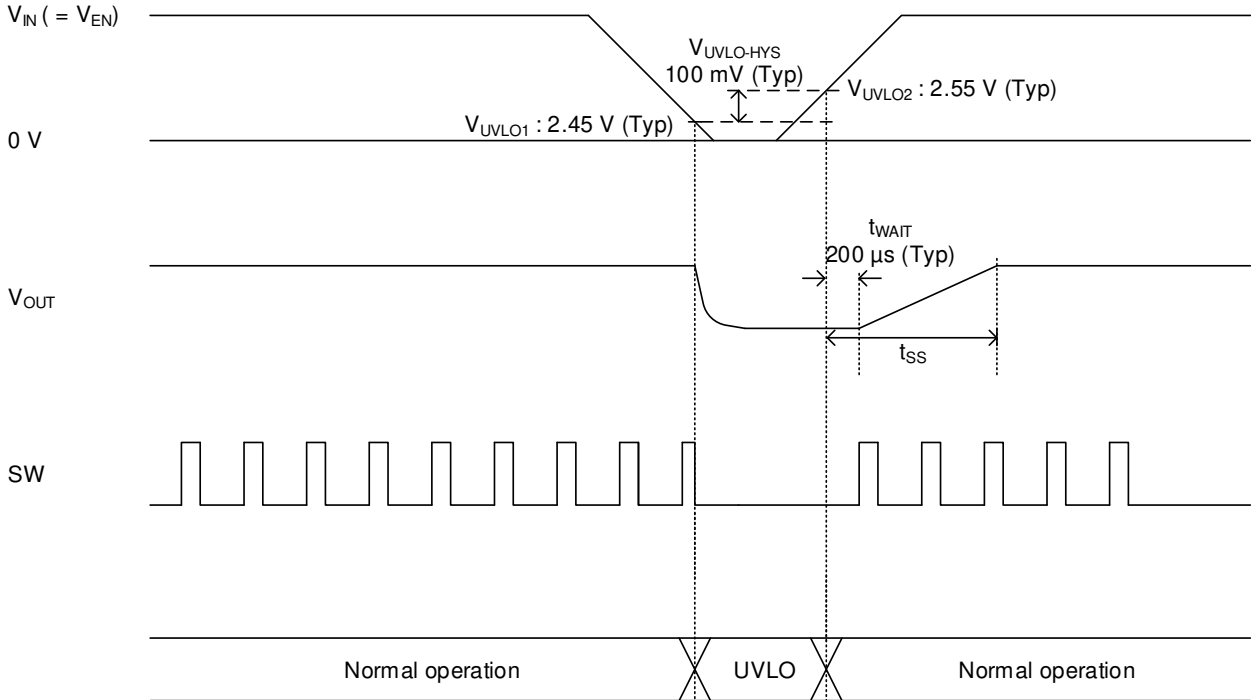 V_IN ( = V_EN)
V_UVLO-HYS
100 mV (Typ)
V_UVLO2 : 2.55 V (Typ)
V_UVLO1 : 2.45 V (Typ)
0 V
t_WAIT
200 µs (Typ)
V_OUT
t_SS
SW
Normal operation
UVLO
Normal operation